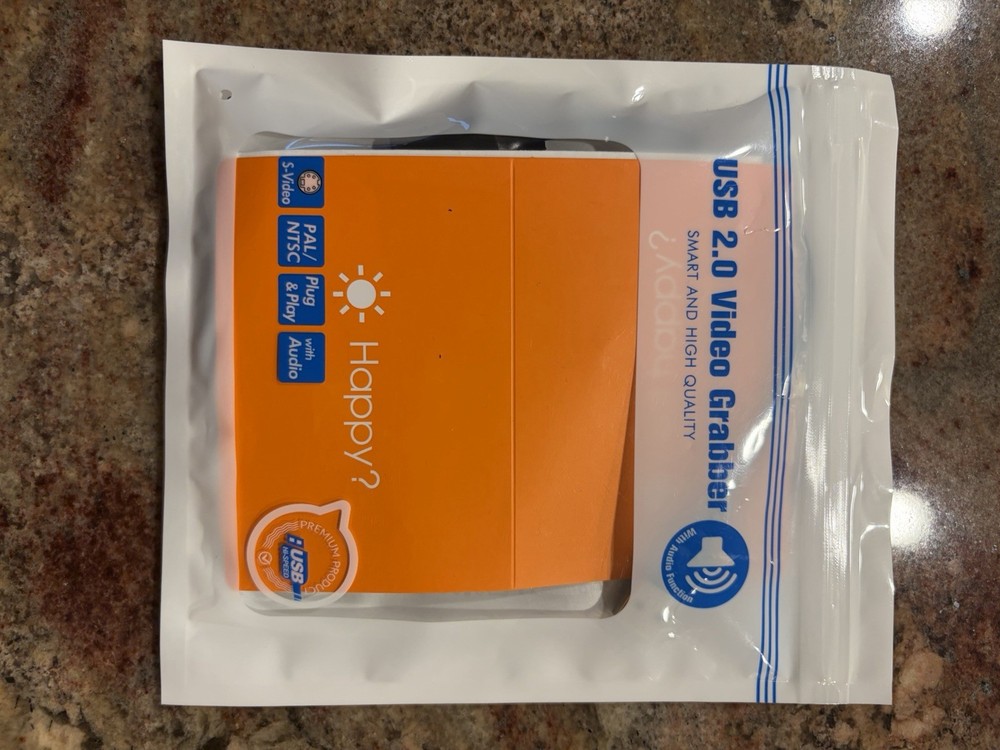 USB 2.0 Video Grabber
SMART AND HIGH QUALITY
With Audio Function
Happy?
Happy?
S-Video
PAL/
NTSC
Plug
& Play
with
Audio
PREMIUM PRODUCT
USB
HI-SPEED